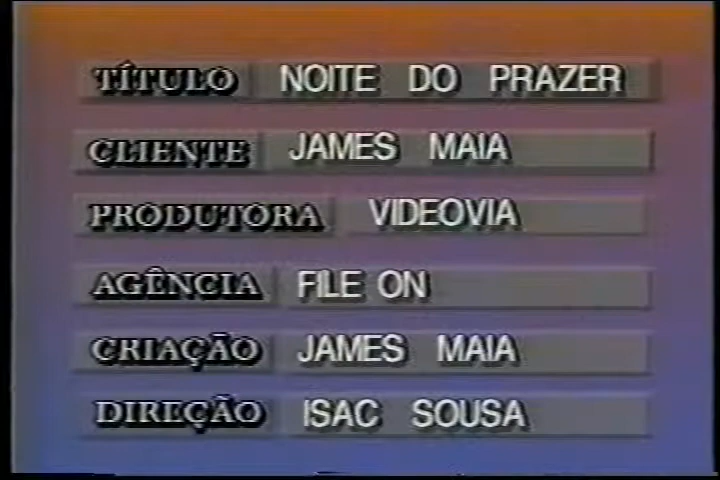 TÍTULO NOITE DO PRAZER
CLIENTE JAMES MAIA
PRODUTORA VIDEOVIA
AGÊNCIA FILE ON
CRIAÇÃO JAMES MAIA
DIREÇÃO ISAC SOUSA